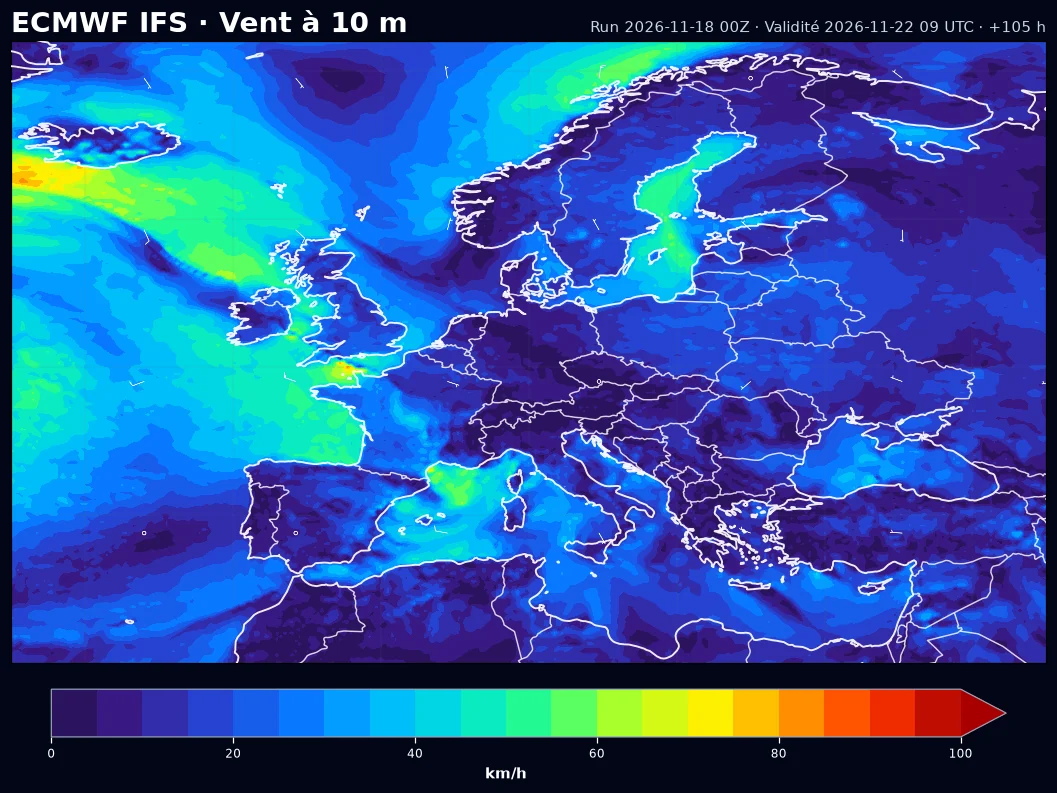 ECMWF IFS · Vent à 10 m
Run 2026-11-18 00Z · Validité 2026-11-22 09 UTC · +105 h
0 20 40 60 80 100
km/h